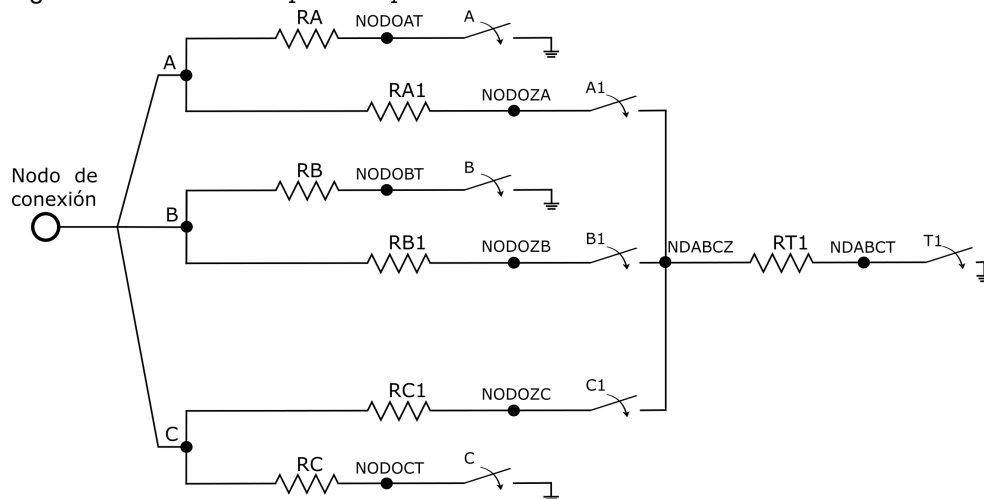 RA
NODOAT
A
A
RA1
NODOZA
A1
Nodo de
conexión
RB
NODOBT
B
B
RB1
NODOZB
B1
NDABCZ
RT1
NDABCT
T1
RC1
NODOZC
C1
C
RC
NODOCT
C